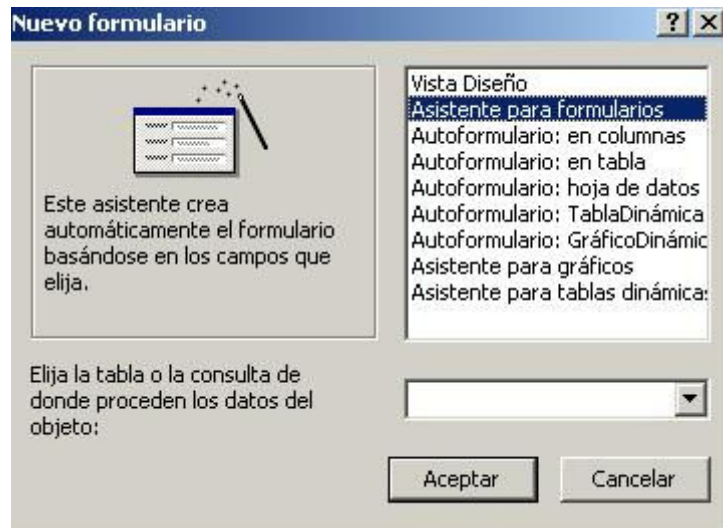 Nuevo formulario
Este asistente crea
automáticamente el formulario
basándose en los campos que
elija.
Vista Diseño
Asistente para formularios
Autoformulario: en columnas
Autoformulario: en tabla
Autoformulario: hoja de datos
Autoformulario: TablaDinámica
Autoformulario: GráficoDinámic
Asistente para gráficos
Asistente para tablas dinámicas
Elija la tabla o la consulta de
donde proceden los datos del
objeto:
Aceptar
Cancelar